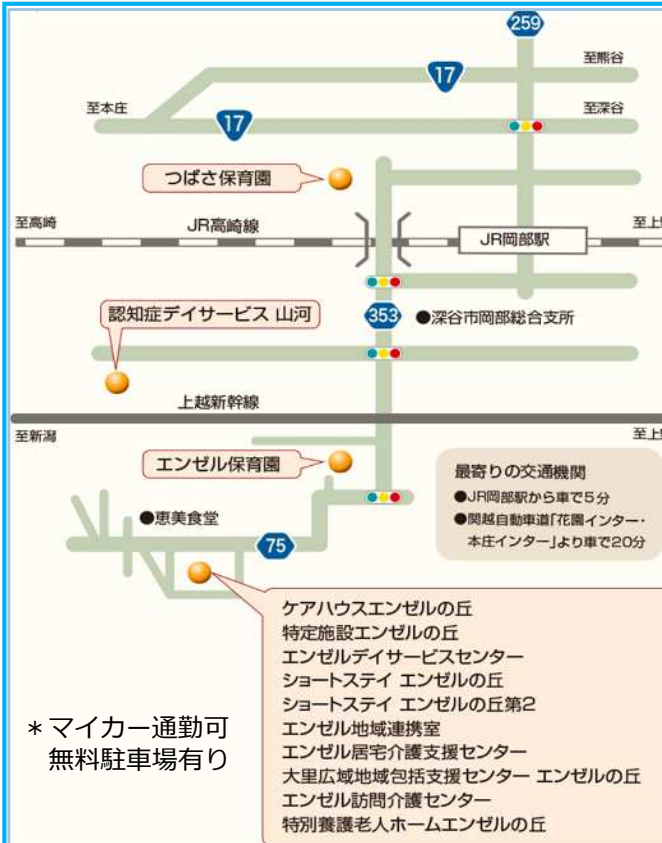 259
至熊谷
17
至本庄
至深谷
17
つばさ保育園
至高崎
JR高崎線
至上
JR岡部駅
認知症デイサービス 山河
353
●深谷市岡部総合支所
上越新幹線
至新潟
至上
エンゼル保育園
最寄りの交通機関
●JR岡部駅から車で5分
●関越自動車道「花園インター・
本庄インター」より車で20分
●恵美食堂
75
ケアハウスエンゼルの丘
特定施設エンゼルの丘
エンゼルデイサービスセンター
ショートステイ エンゼルの丘
ショートステイ エンゼルの丘第2
エンゼル地域連携室
エンゼル居宅介護支援センター
大里広域地域包括支援センター エンゼルの丘
エンゼル訪問介護センター
特別養護老人ホームエンゼルの丘
＊マイカー通勤可
無料駐車場有り